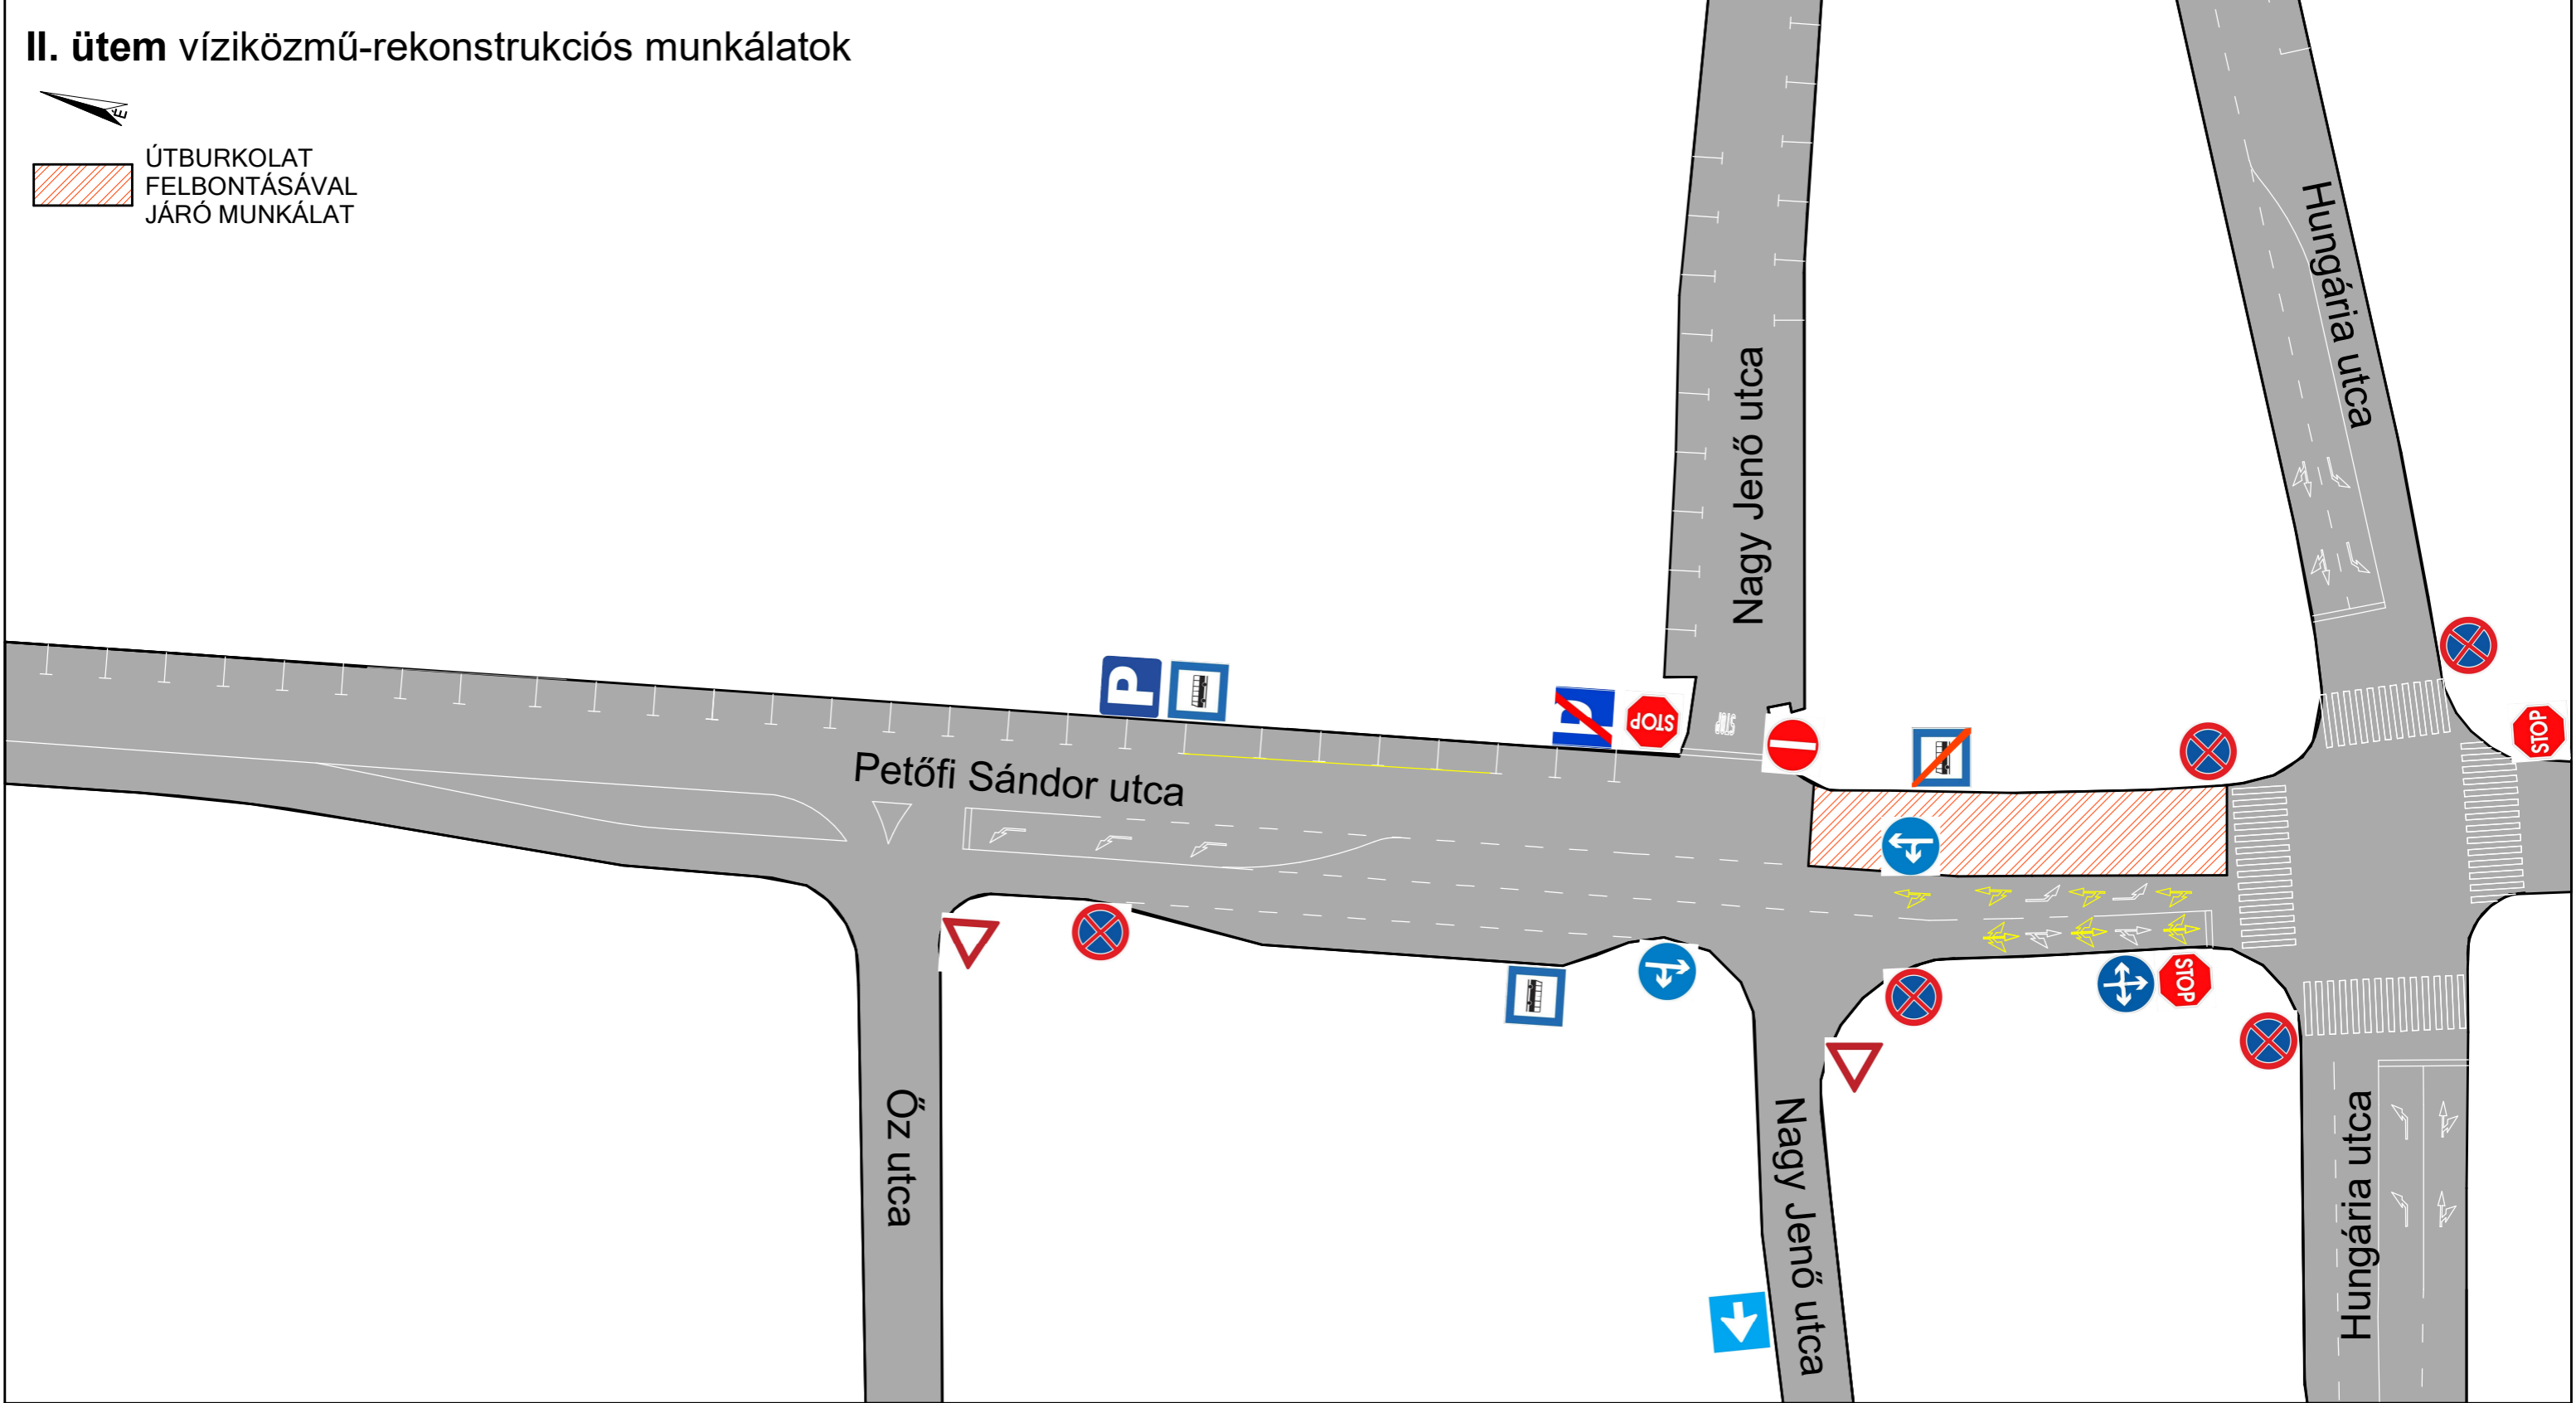 II. ütem víziközmű-rekonstrukciós munkálatok
É
ÚTBURKOLAT
FELBONTÁSÁVAL
JÁRÓ MUNKÁLAT
Hungária utca
Nagy Jenő utca
P
P
STOP
STOP
STOP
Petőfi Sándor utca
STOP
Őz utca
Nagy Jenő utca
Hungária utca